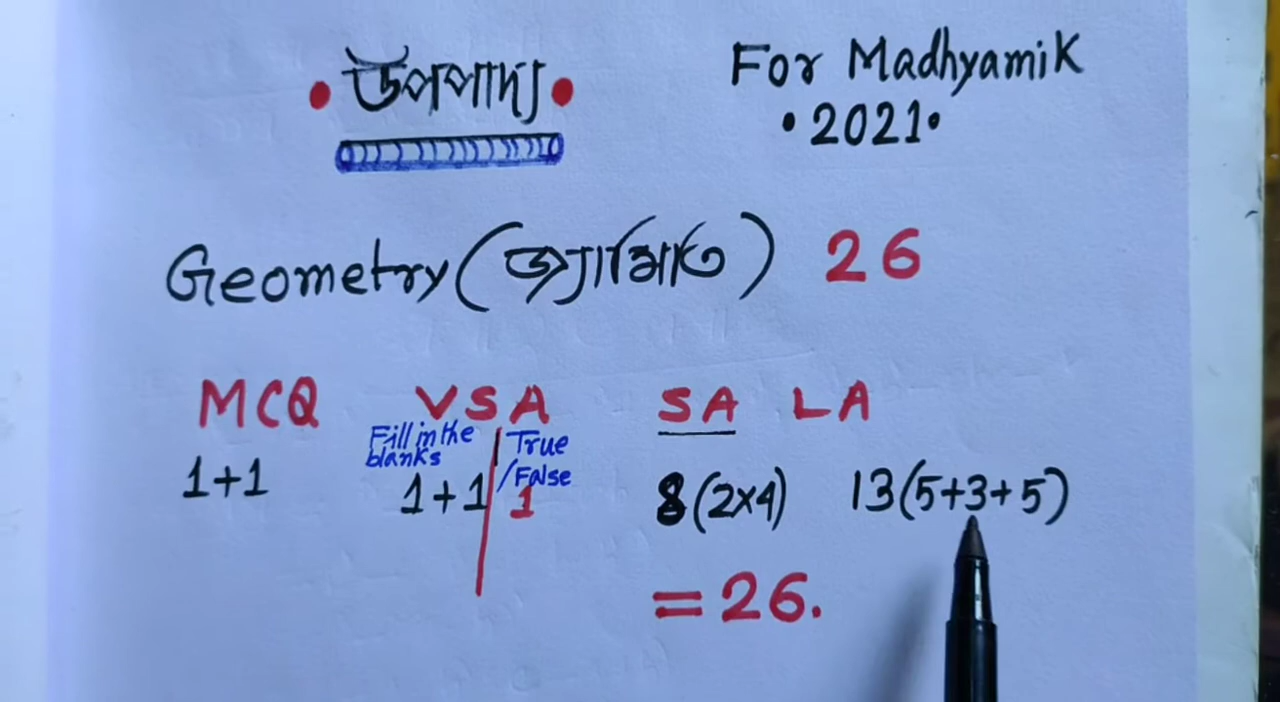 • উপপাদ্য •
For Madhyamik
• 2021 •
Geometry (জ্যামিতি) 26
MCQ VSA SA LA
Fill in the blanks | True / False
1+1 1+1 | 1 8 (2×4) 13 (5+3+5)
= 26.